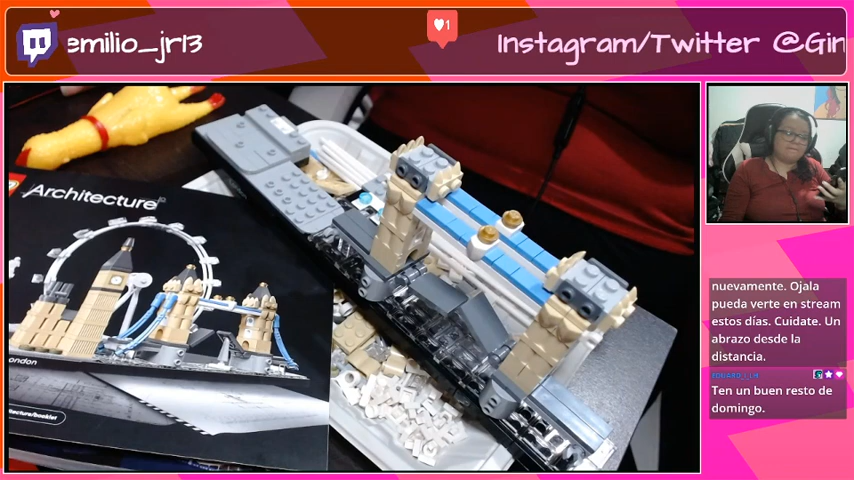 emilio_jr13
1
Instagram/Twitter @Gin
Architecture
London
nuevamente. Ojala
pueda verte en stream
estos días. Cuidate. Un
abrazo desde la
distancia.
Ten un buen resto de
domingo.